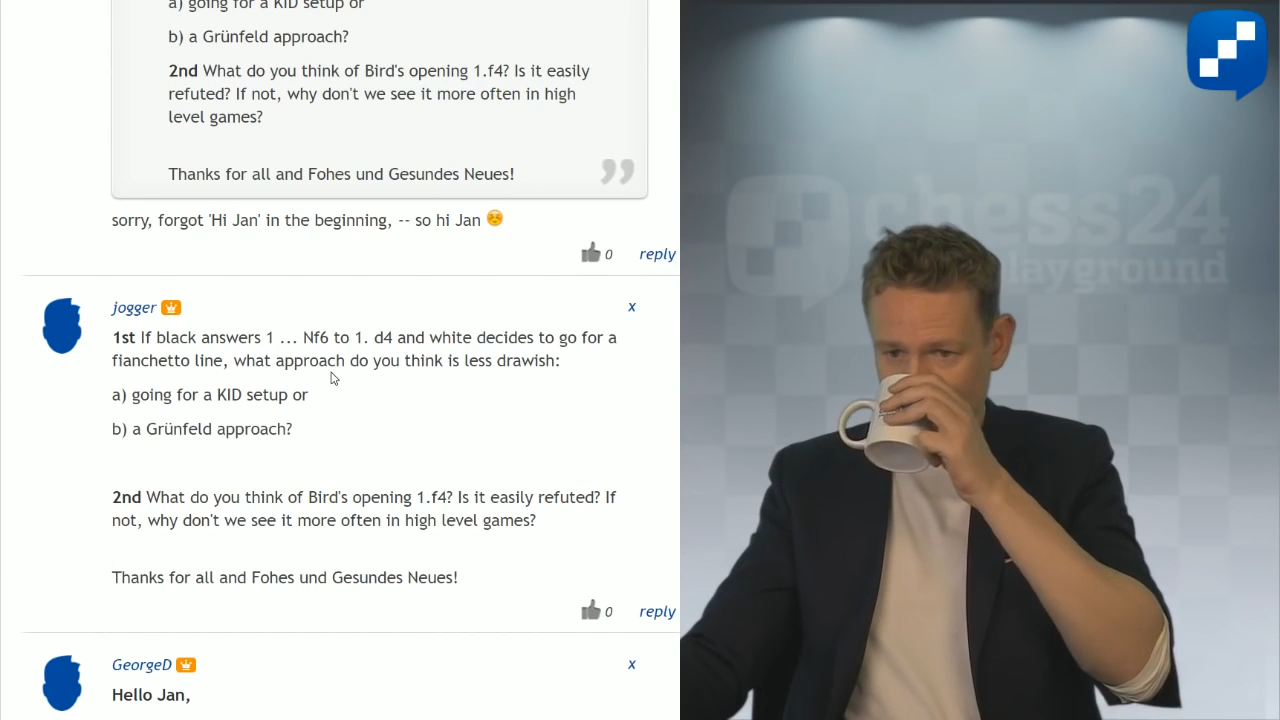 a) going for a KID setup or
b) a Grünfeld approach?
2nd What do you think of Bird's opening 1.f4? Is it easily
refuted? If not, why don't we see it more often in high
level games?
Thanks for all and Fohes und Gesundes Neues!
sorry, forgot 'Hi Jan' in the beginning, -- so hi Jan
0 reply
jogger x
1st If black answers 1 ... Nf6 to 1. d4 and white decides to go for a
fianchetto line, what approach do you think is less drawish:
a) going for a KID setup or
b) a Grünfeld approach?
2nd What do you think of Bird's opening 1.f4? Is it easily refuted? If
not, why don't we see it more often in high level games?
Thanks for all and Fohes und Gesundes Neues!
0 reply
GeorgeD x
Hello Jan,
chess24
playground